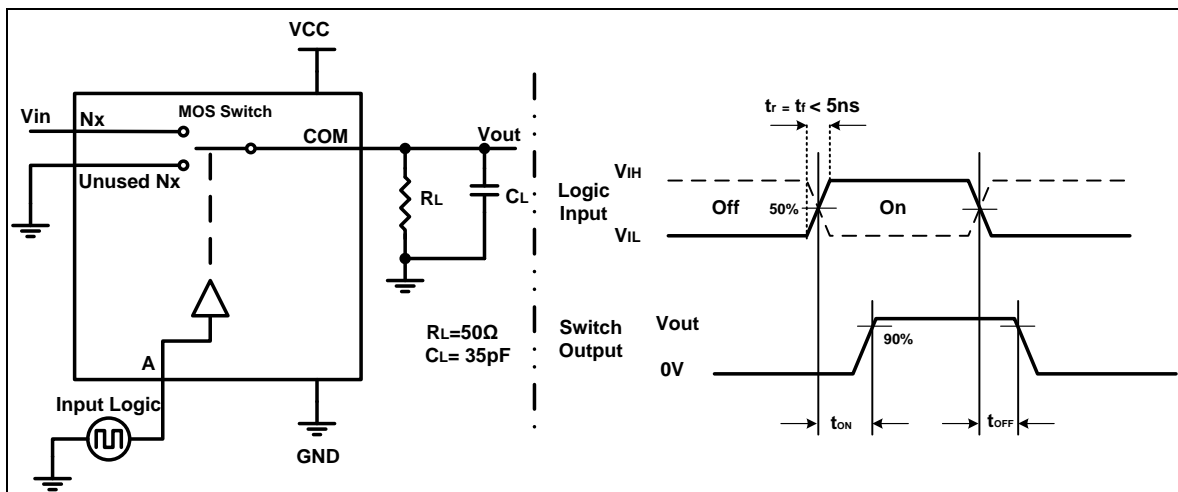 VCC
Vin
Nx
MOS Switch
COM
Vout
Unused Nx
RL
CL
A
Input Logic
GND
RL=50Ω
CL= 35pF
tr = tf < 5ns
Logic
Input
VIH
VIL
Off
50%
On
Switch
Output
Vout
0V
90%
tON
tOFF